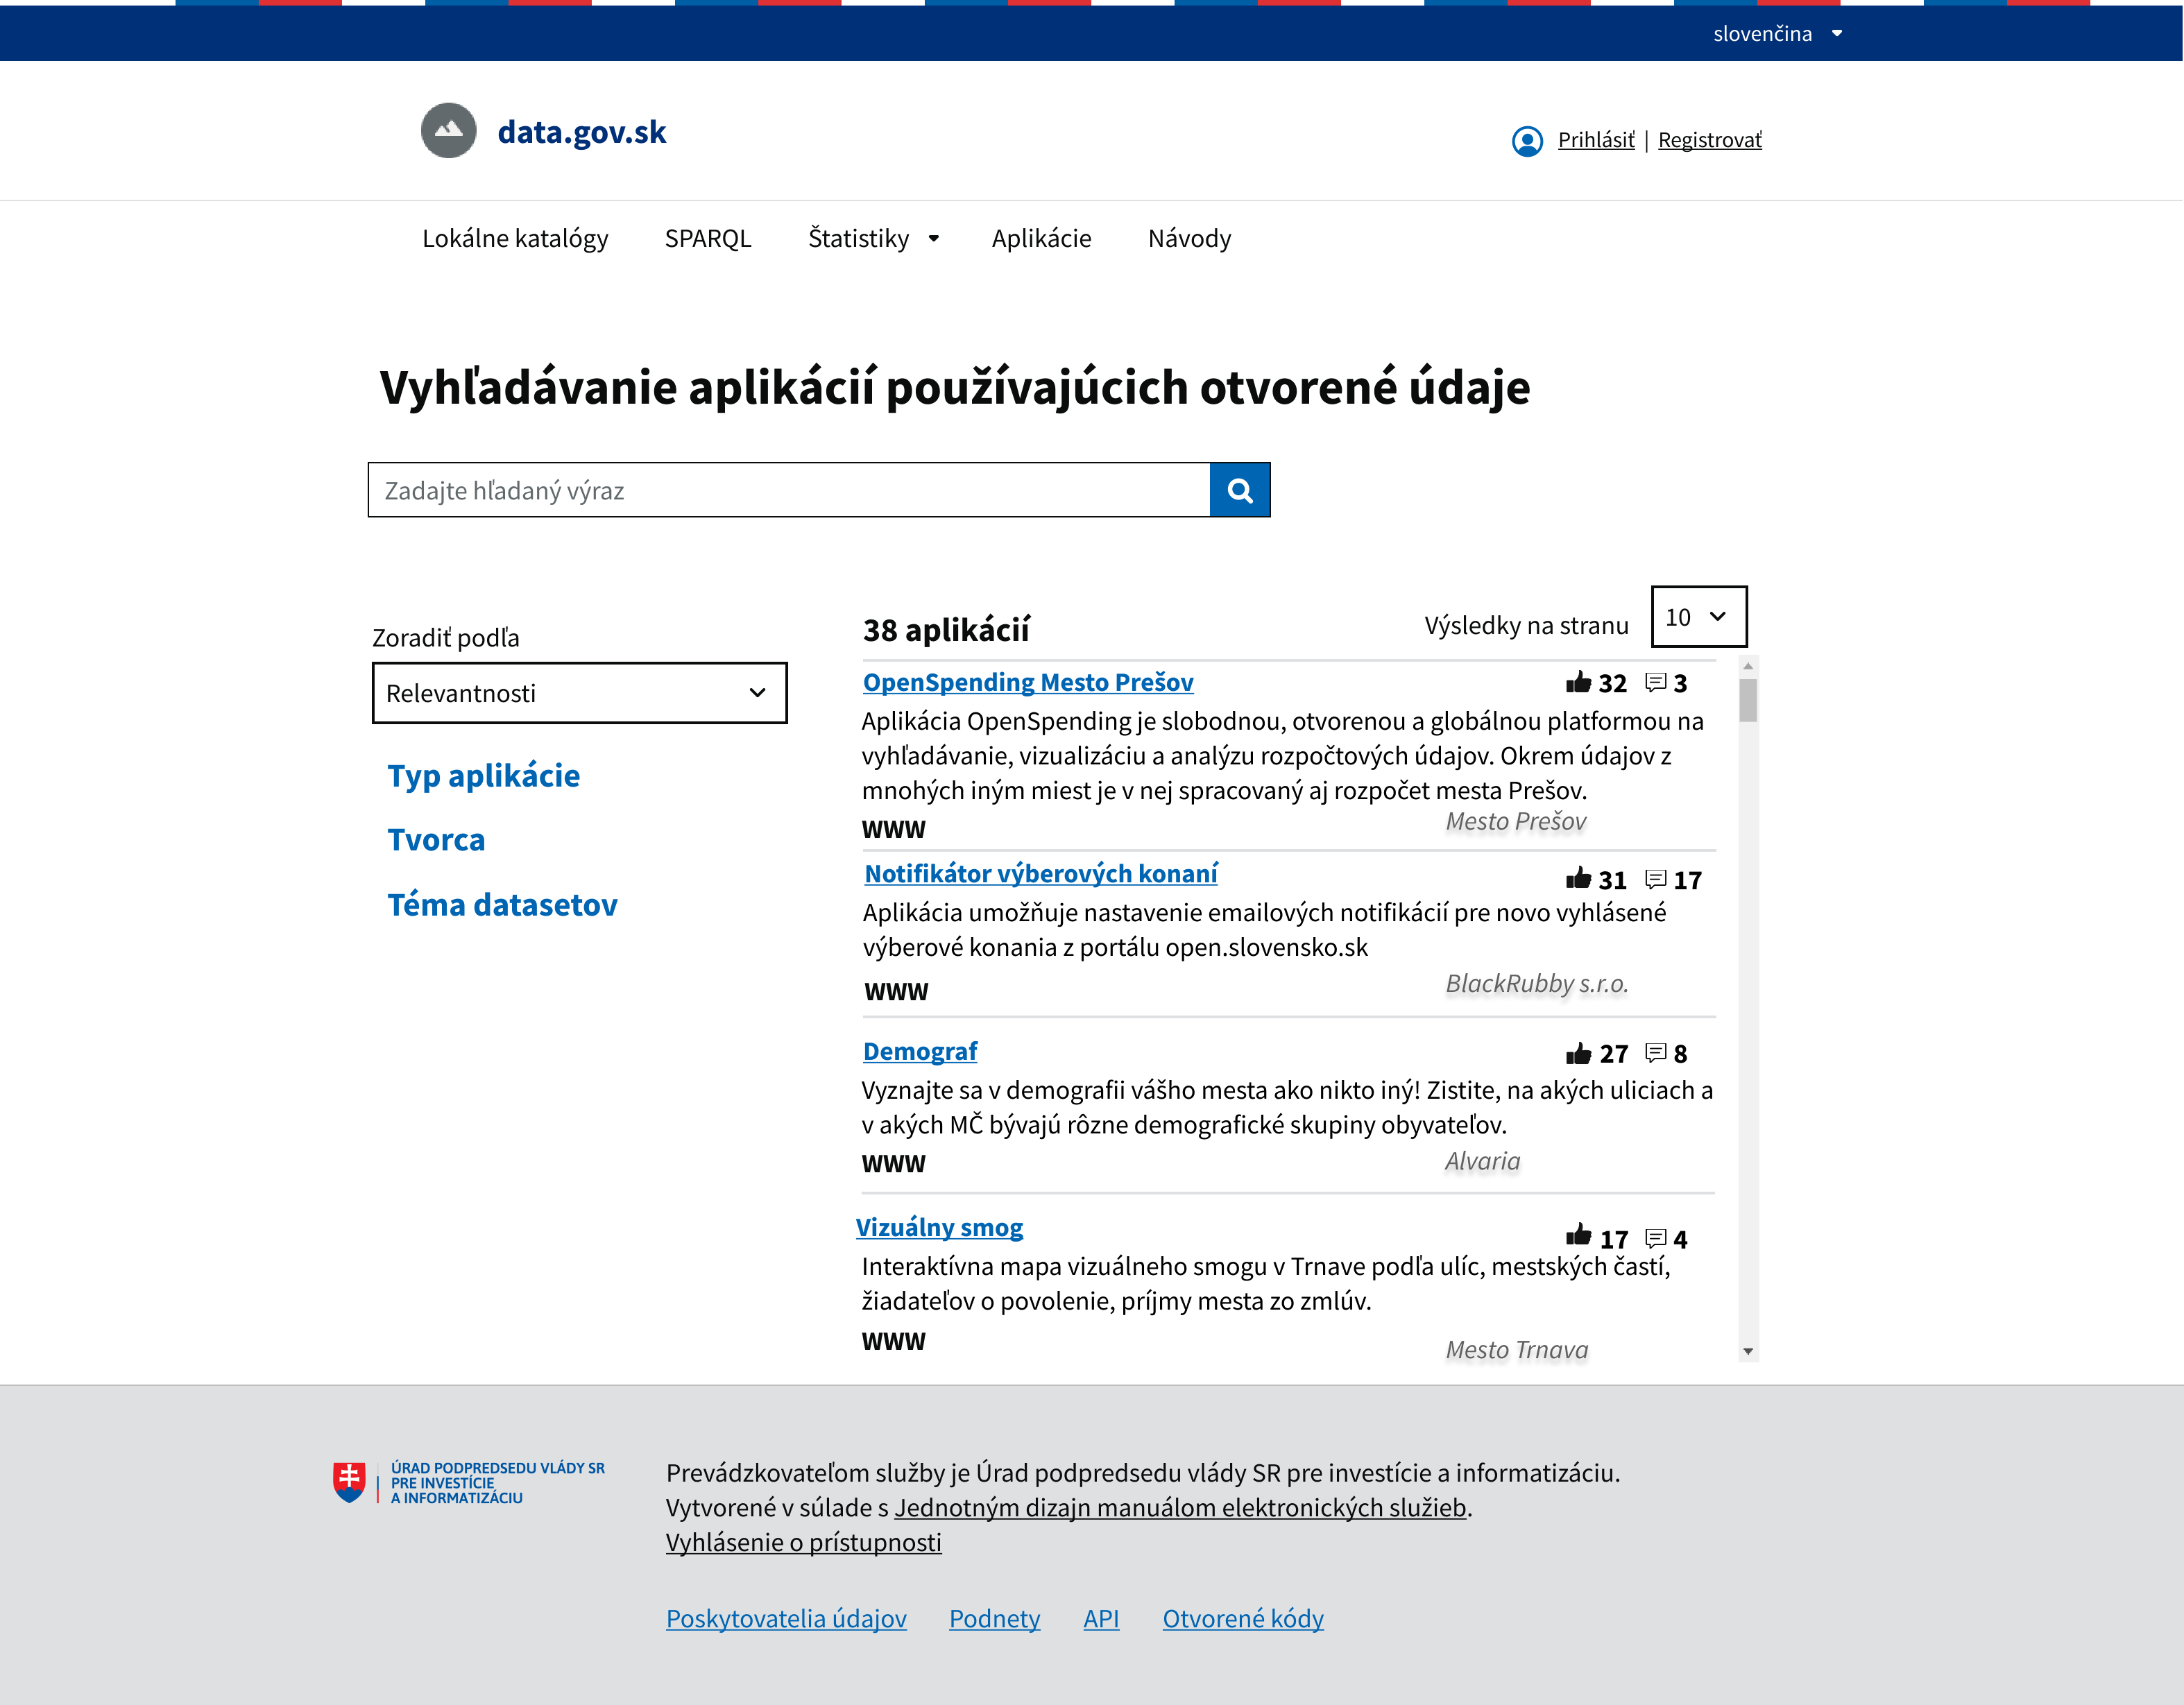 slovenčina
data.gov.sk
Prihlásiť | Registrovať
Lokálne katalógy SPARQL Štatistiky Aplikácie Návody
Vyhľadávanie aplikácií používajúcich otvorené údaje
Zadajte hľadaný výraz
Zoradiť podľa
Relevantnosti
Typ aplikácie
Tvorca
Téma datasetov
38 aplikácií
Výsledky na stranu 10
OpenSpending Mesto Prešov 32 3
Aplikácia OpenSpending je slobodnou, otvorenou a globálnou platformou na
vyhľadávanie, vizualizáciu a analýzu rozpočtových údajov. Okrem údajov z
mnohých iným miest je v nej spracovaný aj rozpočet mesta Prešov.
WWW Mesto Prešov
Notifikátor výberových konaní 31 17
Aplikácia umožňuje nastavenie emailových notifikácií pre novo vyhlásené
výberové konania z portálu open.slovensko.sk
WWW BlackRubby s.r.o.
Demograf 27 8
Vyznajte sa v demografii vášho mesta ako nikto iný! Zistite, na akých uliciach a
v akých MČ bývajú rôzne demografické skupiny obyvateľov.
WWW Alvaria
Vizuálny smog 17 4
Interaktívna mapa vizuálneho smogu v Trnave podľa ulíc, mestských častí,
žiadateľov o povolenie, príjmy mesta zo zmlúv.
WWW Mesto Trnava
ÚRAD PODPREDSEDU VLÁDY SR
PRE INVESTÍCIE
A INFORMATIZÁCIU
Prevádzkovateľom služby je Úrad podpredsedu vlády SR pre investície a informatizáciu.
Vytvorené v súlade s Jednotným dizajn manuálom elektronických služieb.
Vyhlásenie o prístupnosti
Poskytovatelia údajov Podnety API Otvorené kódy